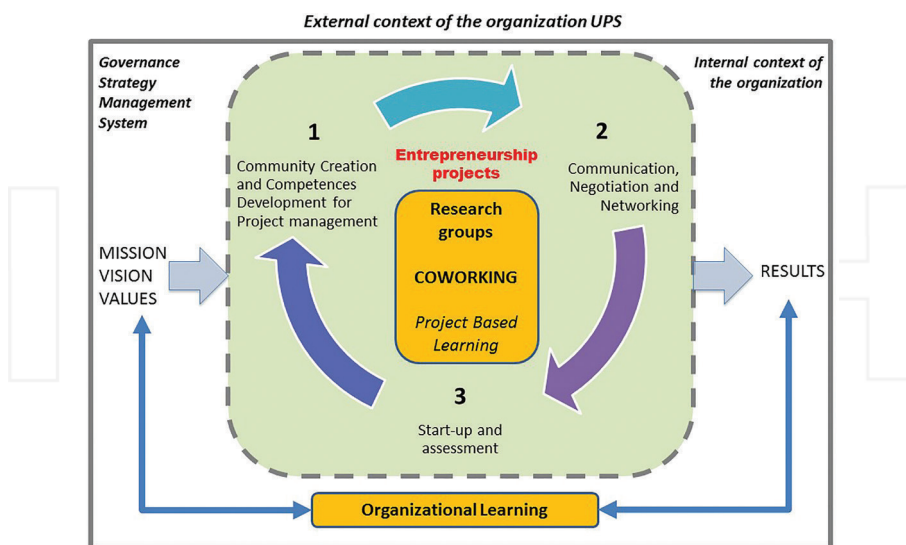 External context of the organization UPS
Governance
Strategy
Management
System
Internal context of
the organization
1
Community Creation
and Competences
Development for
Project management
2
Communication,
Negotiation and
Networking
Entrepreneurship
projects
Research
groups
COWORKING
Project Based
Learning
MISSION
VISION
VALUES
RESULTS
3
Start-up and
assessment
Organizational Learning